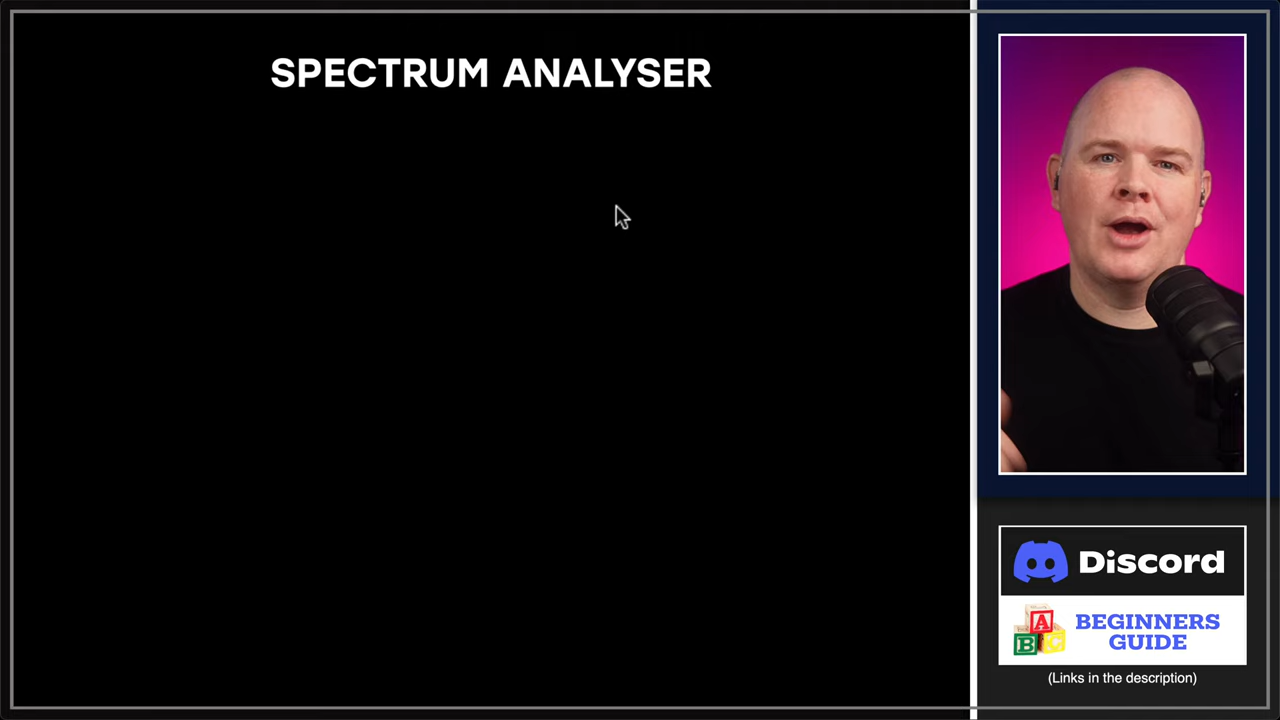 SPECTRUM ANALYSER
Discord
A
B
C
BEGINNERS
GUIDE
(Links in the description)